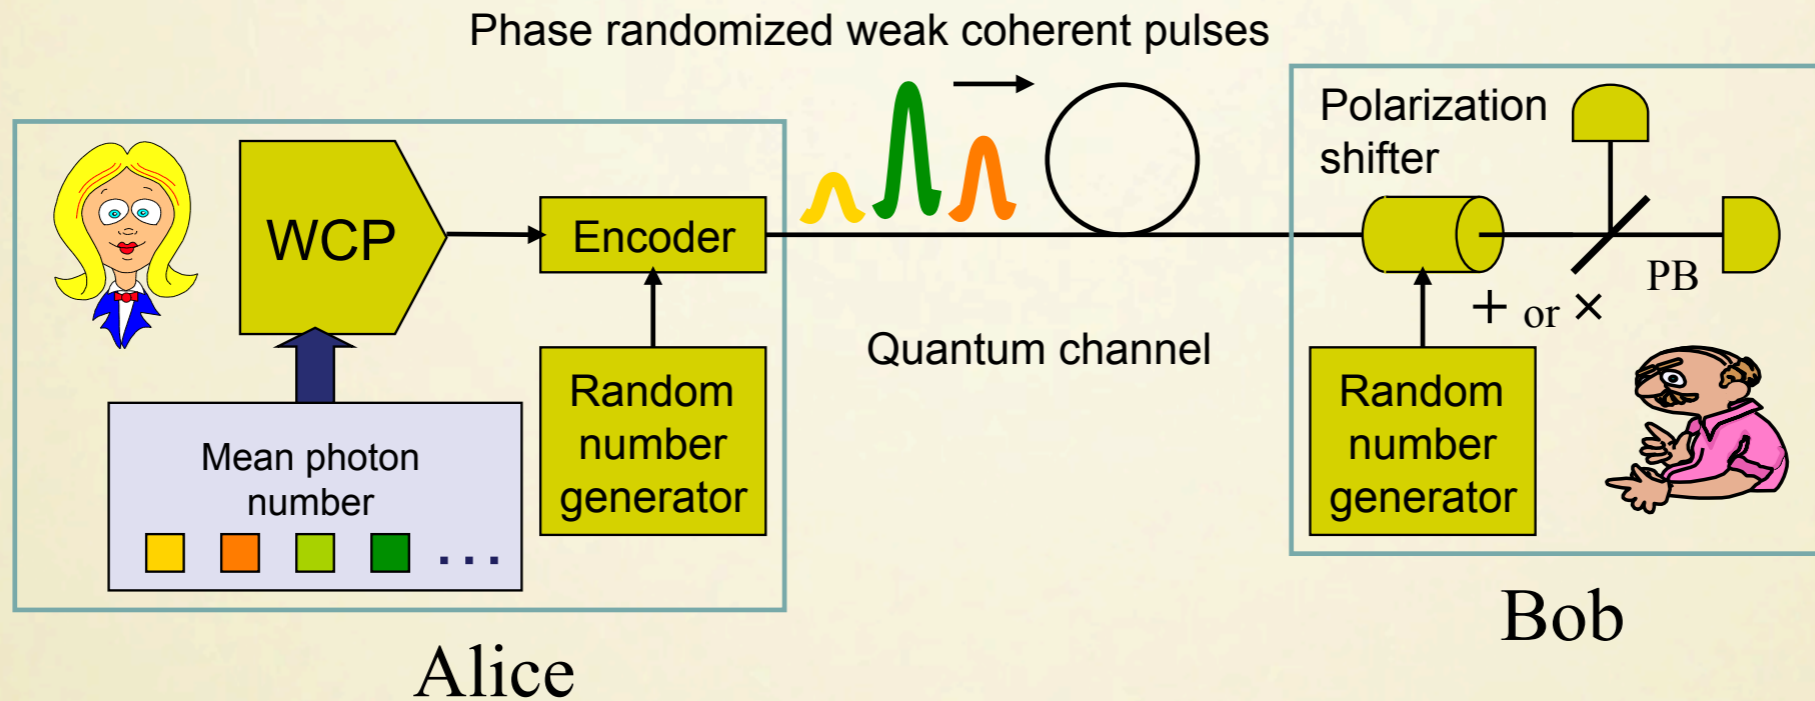 Phase randomized weak coherent pulses
WCP
Encoder
Mean photon
number
. . .
Random
number
generator
Alice
Quantum channel
Polarization
shifter
PB
+ or ×
Random
number
generator
Bob